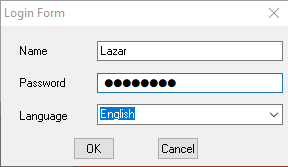 Login Form
Name Lazar
Password ●●●●●●●●
Language English
OK Cancel